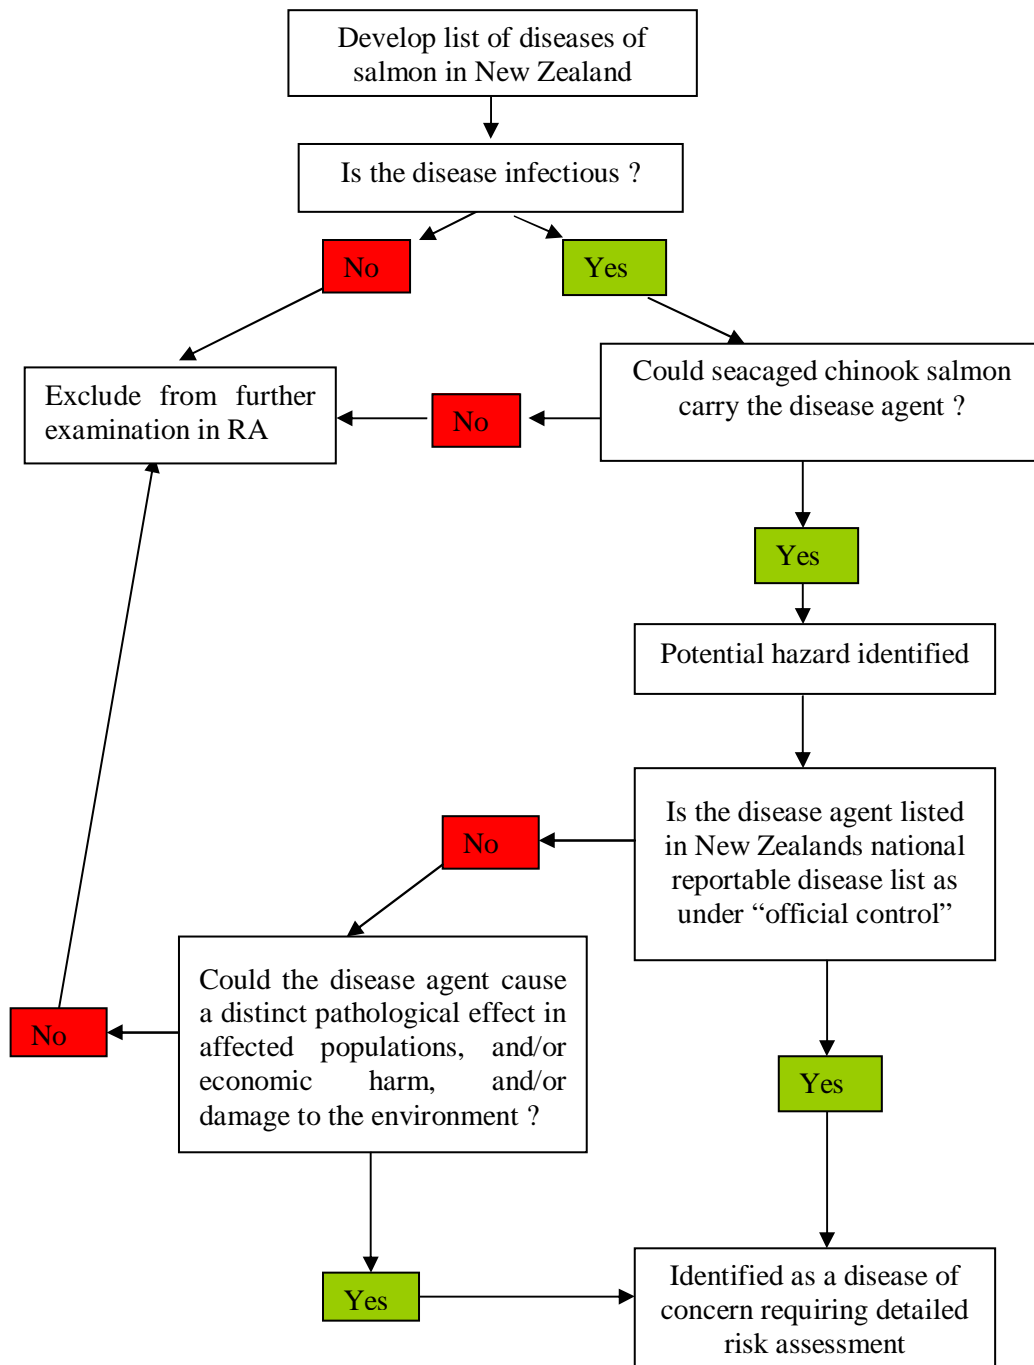 Develop list of diseases of
salmon in New Zealand
Is the disease infectious ?
No
Yes
Exclude from further
examination in RA
No
Could seacaged chinook salmon
carry the disease agent ?
Yes
Potential hazard identified
No
Is the disease agent listed
in New Zealands national
reportable disease list as
under “official control”
No
Could the disease agent cause
a distinct pathological effect in
affected populations, and/or
economic harm, and/or
damage to the environment ?
Yes
Yes
Identified as a disease of
concern requiring detailed
risk assessment